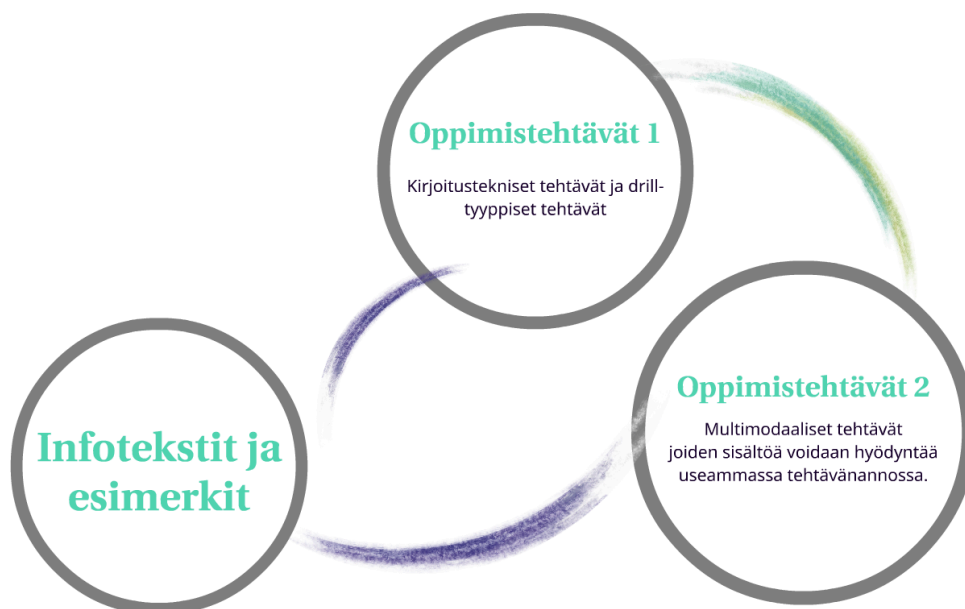 Oppimistehtävät 1
Kirjoitustekniset tehtävät ja drill-
tyyppiset tehtävät
Oppimistehtävät 2
Multimodaaliset tehtävät
joiden sisältöä voidaan hyödyntää
useammassa tehtävänannossa.
Infotekstit ja
esimerkit